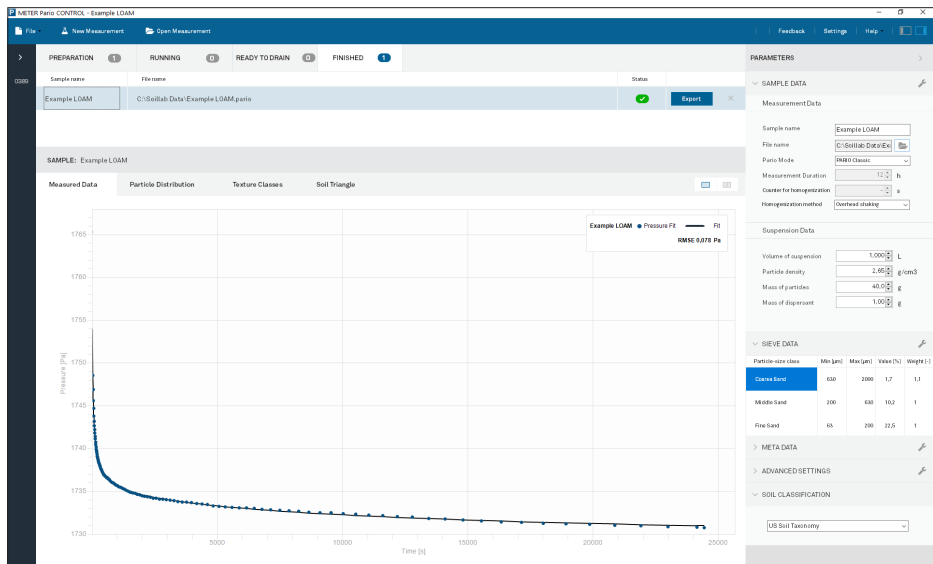 METER Pario CONTROL - Example LOAM
File New Measurement Open Measurement Feedback Settings Help
PREPARATION 1 RUNNING 0 READY TO DRAIN 0 FINISHED 1
0389
Sample name File name Status
Example LOAM C:\Soillab Data\Example LOAM.pario Export
SAMPLE: Example LOAM
Measured Data Particle Distribution Texture Classes Soil Triangle
Example LOAM Pressure Fit Fit
RMSE 0,078 Pa
Pressure [Pa]
1765
1760
1755
1750
1745
1740
1735
1730
5000 10000 15000 20000 25000
Time [s]
PARAMETERS
SAMPLE DATA
Measurement Data
Sample name Example LOAM
File name C:\Soillab Data\Ex
Pario Mode PARIO Classic
Measurement Duration 12 h
Counter for homogenization - s
Homogenization method Overhead shaking
Suspension Data
Volume of suspension 1,000 L
Particle density 2,65 g/cm3
Mass of particles 40,0 g
Mass of dispersant 1,00 g
SIEVE DATA
Particle-size class Min [µm] Max [µm] Value [%] Weight [-]
Coarse Sand 630 2000 1,7 1,1
Middle Sand 200 630 10,2 1
Fine Sand 63 200 22,5 1
META DATA
ADVANCED SETTINGS
SOIL CLASSIFICATION
US Soil Taxonomy